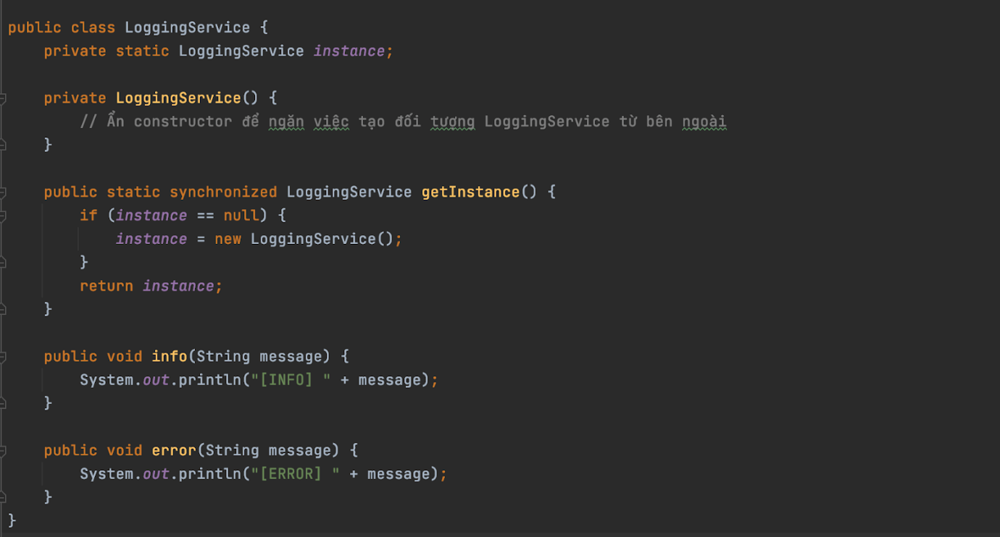 public class LoggingService {
    private static LoggingService instance;
    private LoggingService() {
        // Ẩn constructor để ngăn việc tạo đối tượng LoggingService từ bên ngoài
    }
    public static synchronized LoggingService getInstance() {
        if (instance == null) {
            instance = new LoggingService();
        }
        return instance;
    }
    public void info(String message) {
        System.out.println("[INFO] " + message);
    }
    public void error(String message) {
        System.out.println("[ERROR] " + message);
    }
}